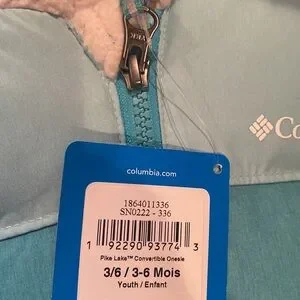 YKK
Co
columbia.com
1864011336
SN0222 - 336
1 92290 93774 3
Pike Lake™ Convertible Onesie
3/6 / 3-6 Mois
Youth / Enfant